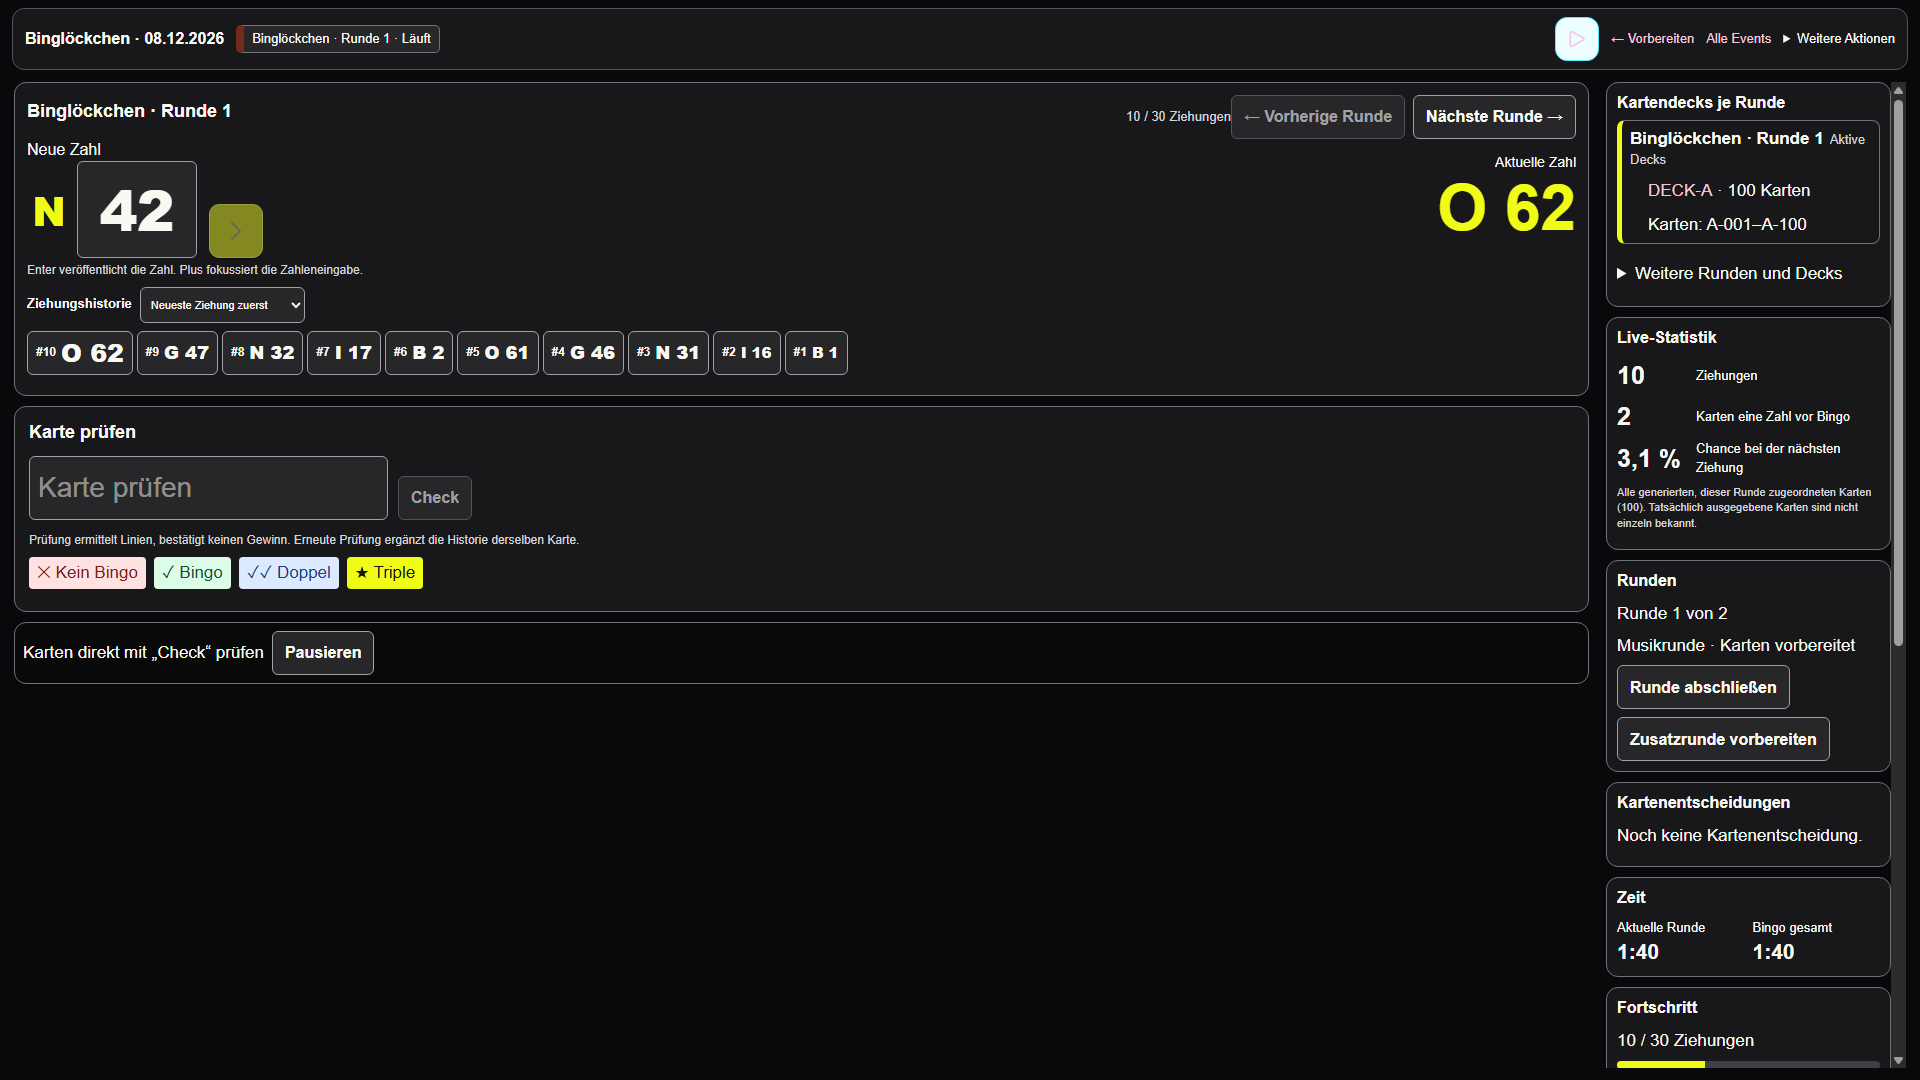 Binglöckchen · 08.12.2026
Binglöckchen · Runde 1 · Läuft
← Vorbereiten
Alle Events
▶ Weitere Aktionen
Binglöckchen · Runde 1
10 / 30 Ziehungen
← Vorherige Runde
Nächste Runde →
Neue Zahl
N 42
Aktuelle Zahl
O 62
Enter veröffentlicht die Zahl. Plus fokussiert die Zahleneingabe.
Ziehungshistorie
Neueste Ziehung zuerst
#10 O 62
#9 G 47
#8 N 32
#7 I 17
#6 B 2
#5 O 61
#4 G 46
#3 N 31
#2 I 16
#1 B 1
Karte prüfen
Karte prüfen
Check
Prüfung ermittelt Linien, bestätigt keinen Gewinn. Erneute Prüfung ergänzt die Historie derselben Karte.
✕ Kein Bingo
✓ Bingo
✓✓ Doppel
★ Triple
Karten direkt mit „Check“ prüfen
Pausieren
Kartendecks je Runde
Binglöckchen · Runde 1 Aktive
Decks
DECK-A · 100 Karten
Karten: A-001–A-100
▶ Weitere Runden und Decks
Live-Statistik
10 Ziehungen
2 Karten eine Zahl vor Bingo
3,1 % Chance bei der nächsten
Ziehung
Alle generierten, dieser Runde zugeordneten Karten
(100). Tatsächlich ausgegebene Karten sind nicht
einzeln bekannt.
Runden
Runde 1 von 2
Musikrunde · Karten vorbereitet
Runde abschließen
Zusatzrunde vorbereiten
Kartenentscheidungen
Noch keine Kartenentscheidung.
Zeit
Aktuelle Runde
1:40
Bingo gesamt
1:40
Fortschritt
10 / 30 Ziehungen